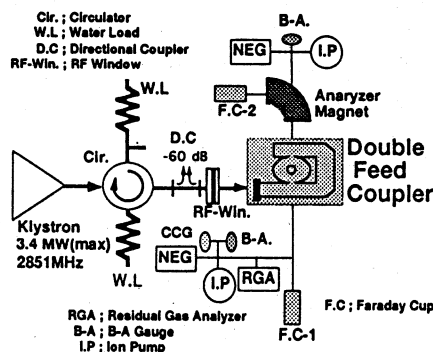 Cir. ; Circulator
W.L ; Water Load
D.C ; Directional Coupler
RF-Win. ; RF Window
B-A.
NEG
I.P
W.L
F.C-2
Anaryzer
Magnet
D.C
-60 dB
Cir.
Double
Feed
Coupler
RF-Win.
Klystron
3.4 MW(max)
2851MHz
W.L
CCG
B-A.
NEG
I.P
RGA
F.C-1
F.C ; Faraday Cup
RGA ; Residual Gas Analyzer
B-A ; B-A Gauge
I.P ; Ion Pump